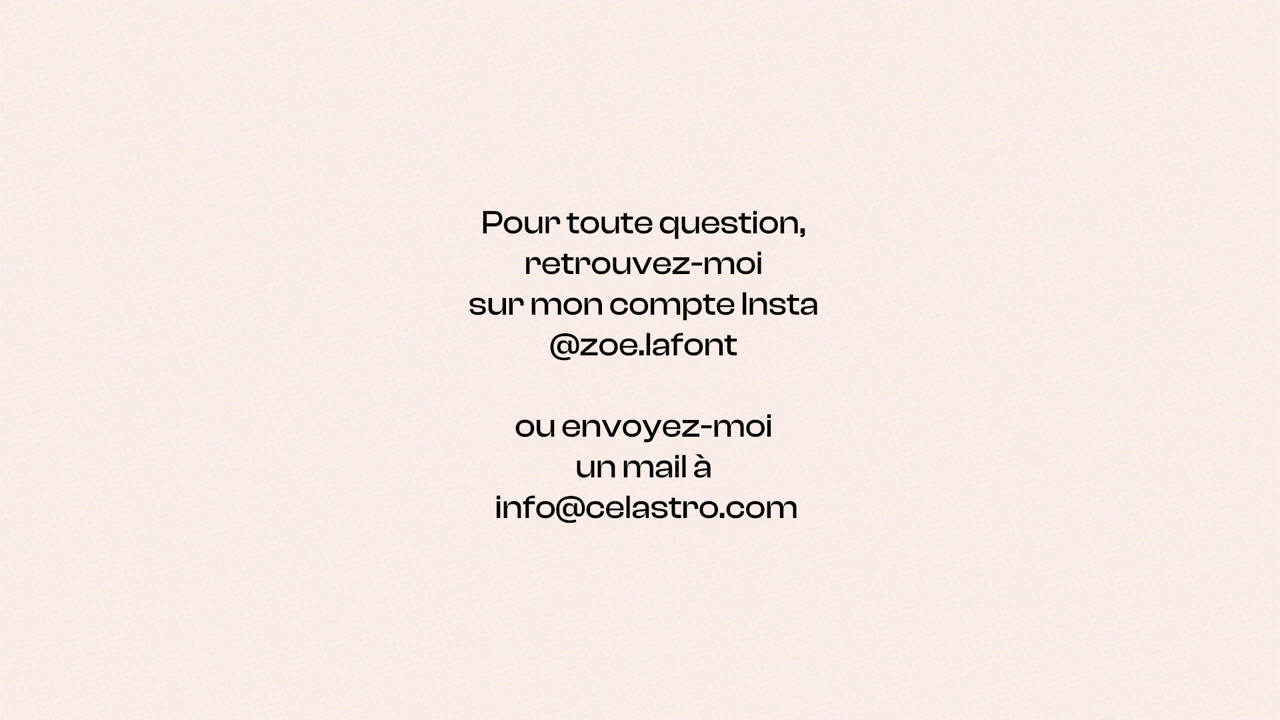 Pour toute question,
retrouvez-moi
sur mon compte Insta
@zoe.lafont
ou envoyez-moi
un mail à
info@celastro.com